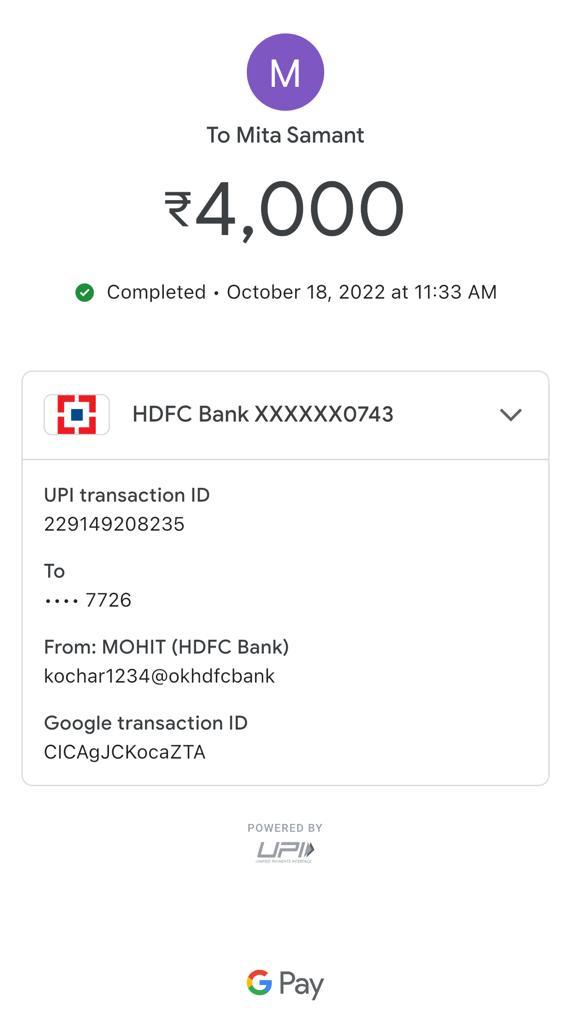 M
To Mita Samant
₹4,000
Completed • October 18, 2022 at 11:33 AM
HDFC Bank XXXXXX0743
UPI transaction ID
229149208235
To
•••• 7726
From: MOHIT (HDFC Bank)
kochar1234@okhdfcbank
Google transaction ID
CICAgJCKocaZTA
POWERED BY
UPI
UNIFIED PAYMENTS INTERFACE
G Pay